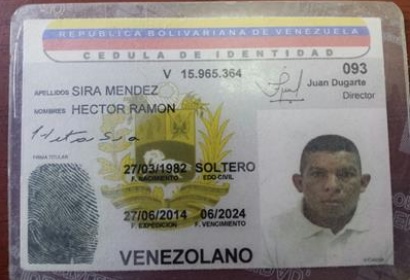 REPUBLICA BOLIVARIANA DE VENEZUELA
CEDULA DE IDENTIDAD
V 15.965.364
093
Juan Dugarte
Director
APELLIDOS SIRA MENDEZ
NOMBRES HECTOR RAMON
FIRMA TITULAR
27/03/1982 SOLTERO
F. NACIMIENTO EDO CIVIL
27/06/2014 06/2024
F. EXPEDICION F. VENCIMIENTO
VENEZOLANO